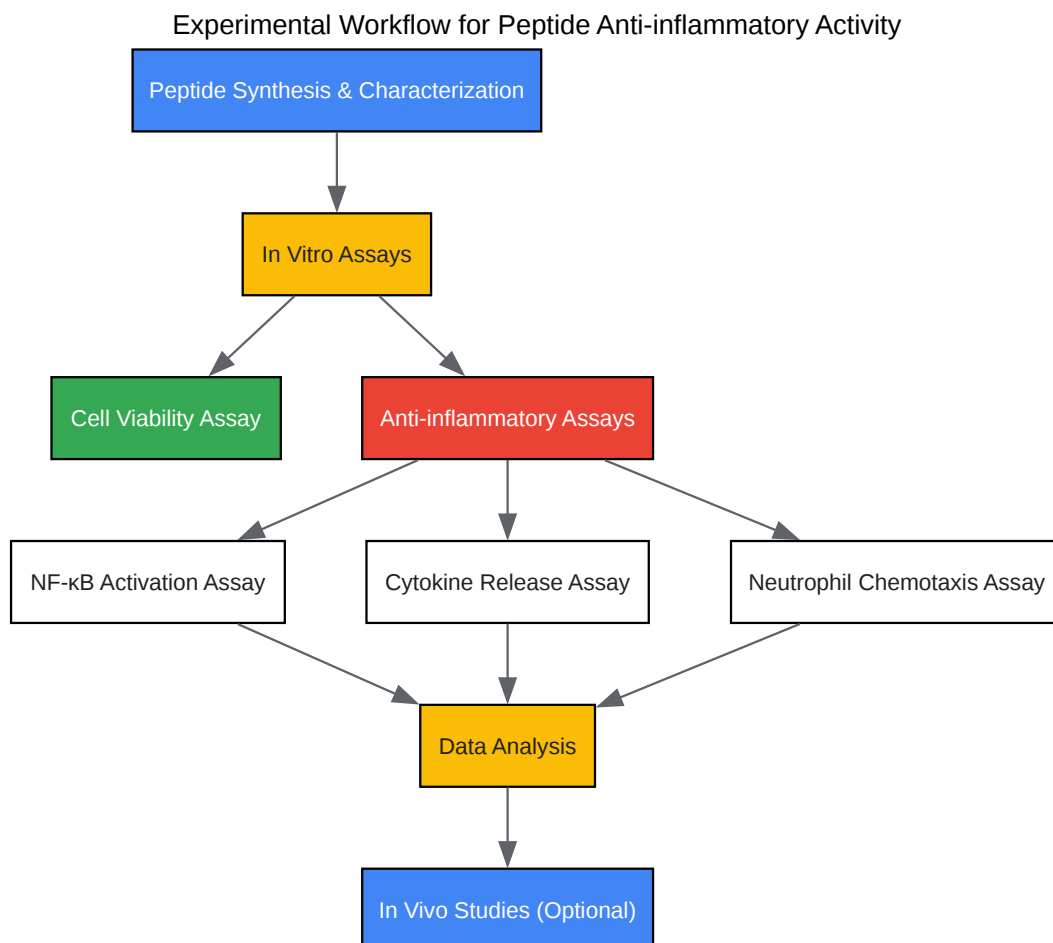 Experimental Workflow for Peptide Anti-inflammatory Activity
Peptide Synthesis & Characterization
In Vitro Assays
Cell Viability Assay
Anti-inflammatory Assays
NF-κB Activation Assay
Cytokine Release Assay
Neutrophil Chemotaxis Assay
Data Analysis
In Vivo Studies (Optional)